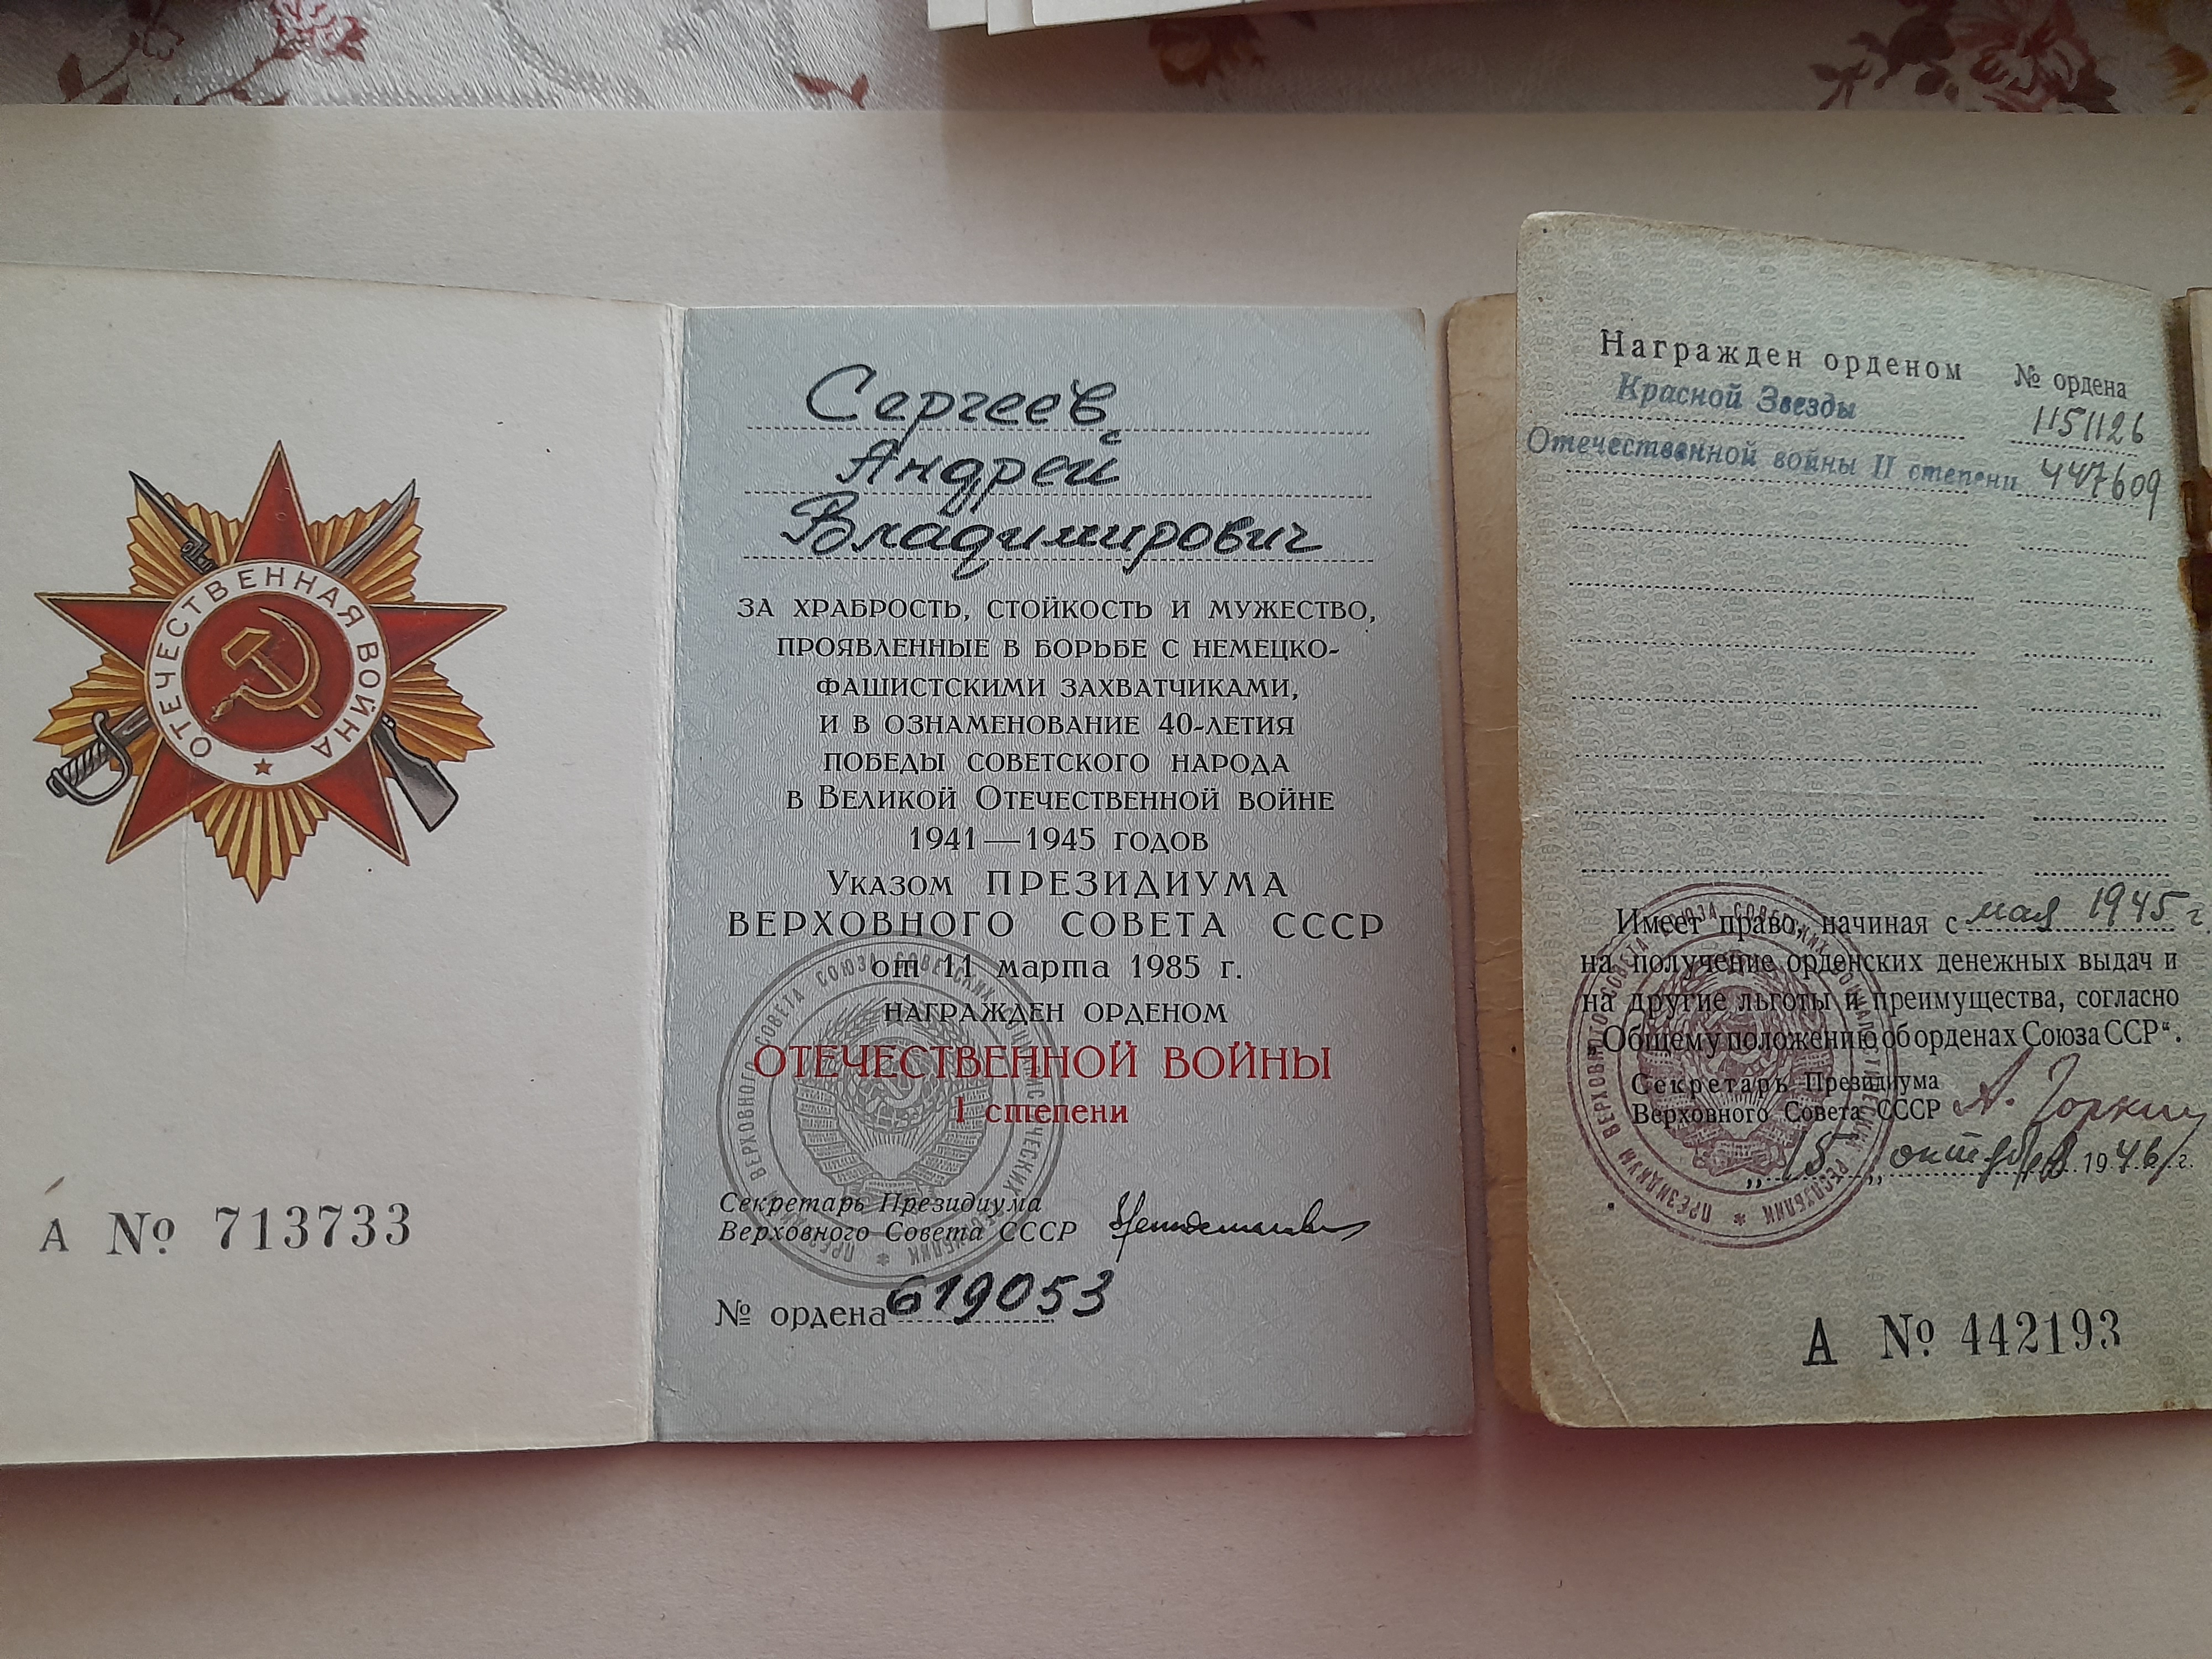 ОТЕЧЕСТВЕННАЯ ВОЙНА
А № 713733
Сергеев
Андрей
Владимирович
ЗА ХРАБРОСТЬ, СТОЙКОСТЬ И МУЖЕСТВО,
ПРОЯВЛЕННЫЕ В БОРЬБЕ С НЕМЕЦКО-
ФАШИСТСКИМИ ЗАХВАТЧИКАМИ,
И В ОЗНАМЕНОВАНИЕ 40-ЛЕТИЯ
ПОБЕДЫ СОВЕТСКОГО НАРОДА
В ВЕЛИКОЙ ОТЕЧЕСТВЕННОЙ ВОЙНЕ
1941—1945 ГОДОВ
УКАЗОМ ПРЕЗИДИУМА
ВЕРХОВНОГО СОВЕТА СССР
от 11 марта 1985 г.
НАГРАЖДЕН ОРДЕНОМ
ОТЕЧЕСТВЕННОЙ ВОЙНЫ
I степени
Секретарь Президиума
Верховного Совета СССР
№ ордена 619053
Награжден орденом № ордена
Красной Звезды 1151126
Отечественной войны II степени 447609
Имеет право, начиная с мая 1945 г.
на получение орденских денежных выдач и
на другие льготы и преимущества, согласно
„Общему положению об орденах Союза ССР“.
Секретарь Президиума
Верховного Совета СССР А. Горкин
„15„ октября 1946 г.
А № 442193